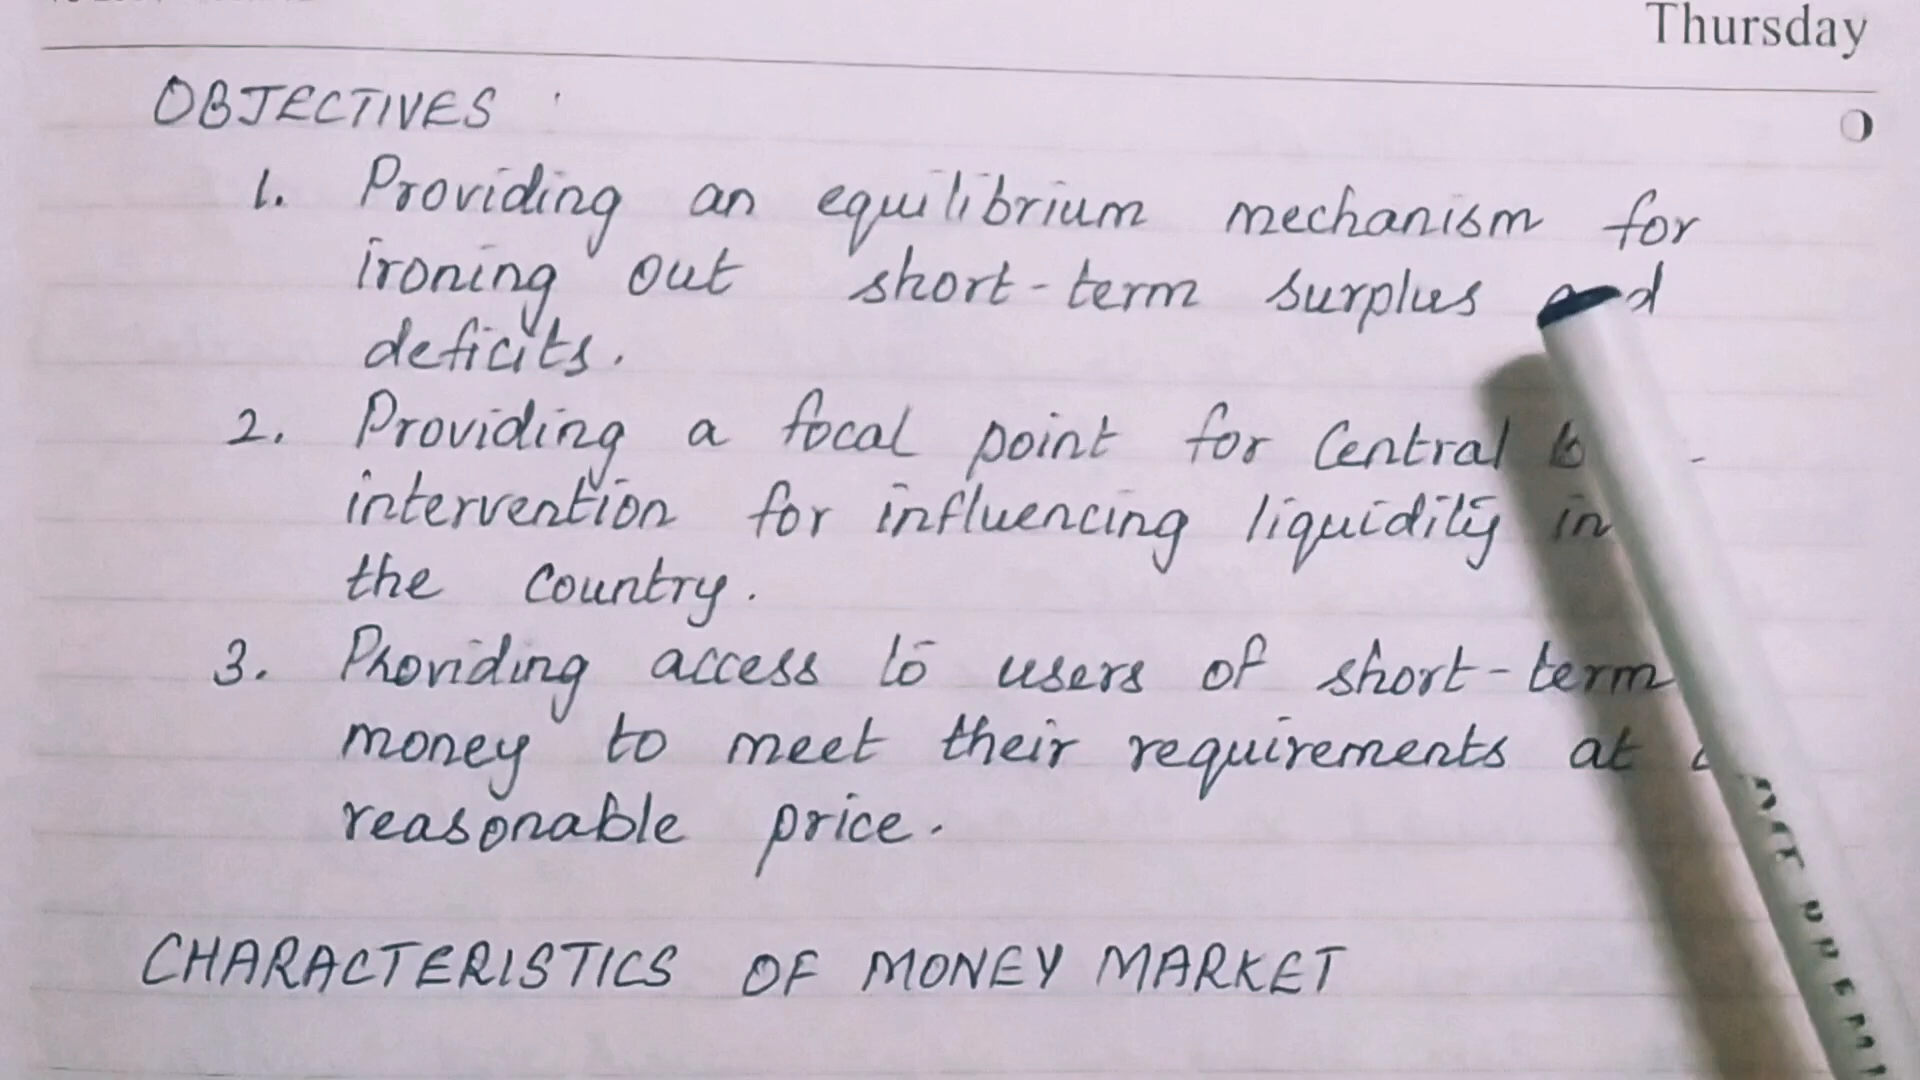 Thursday
OBJECTIVES :
1. Providing an equilibrium mechanism for
ironing out short-term surplus and
deficits.
2. Providing a focal point for Central
intervention for influencing liquidity in
the country.
3. Providing access to users of short-term
money to meet their requirements at
reasonable price.
CHARACTERISTICS OF MONEY MARKET